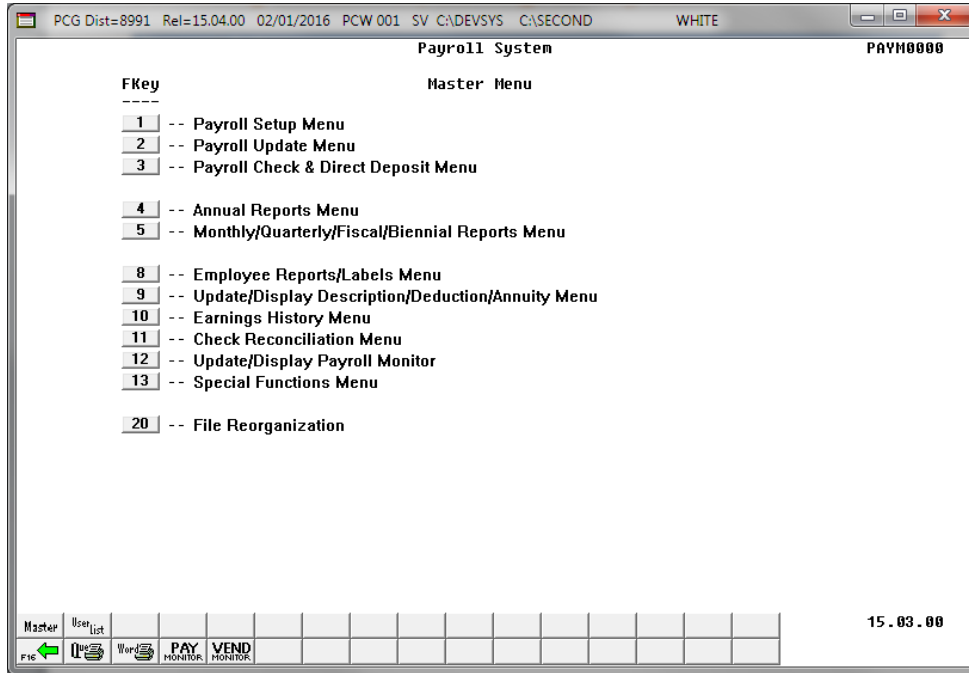 PCG Dist=8991 Rel=15.04.00 02/01/2016 PCW 001 SV C:\DEVSYS C:\SECOND WHITE
Payroll System PAYM0000
FKey Master Menu
----
1 -- Payroll Setup Menu
2 -- Payroll Update Menu
3 -- Payroll Check & Direct Deposit Menu
4 -- Annual Reports Menu
5 -- Monthly/Quarterly/Fiscal/Biennial Reports Menu
8 -- Employee Reports/Labels Menu
9 -- Update/Display Description/Deduction/Annuity Menu
10 -- Earnings History Menu
11 -- Check Reconciliation Menu
12 -- Update/Display Payroll Monitor
13 -- Special Functions Menu
20 -- File Reorganization
Master User List 15.03.00
F16 Que Word PAY MONITOR VEND MONITOR